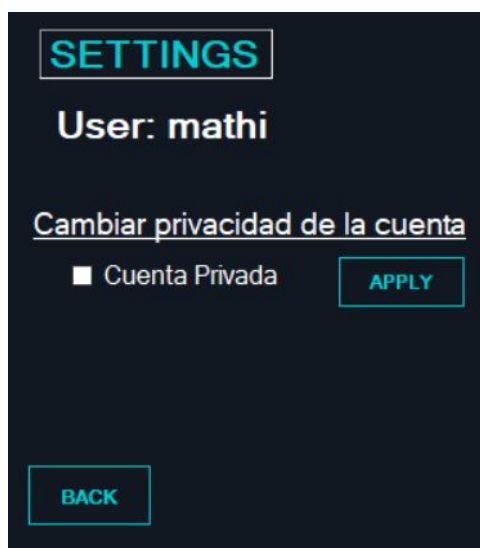 SETTINGS
User: mathi
Cambiar privacidad de la cuenta
Cuenta Privada
APPLY
BACK